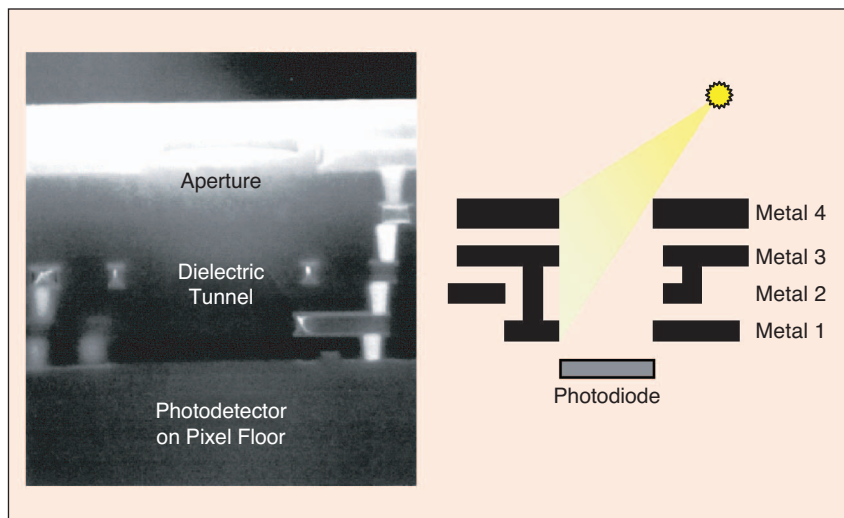 Aperture
Dielectric
Tunnel
Photodetector
on Pixel Floor
Metal 4
Metal 3
Metal 2
Metal 1
Photodiode